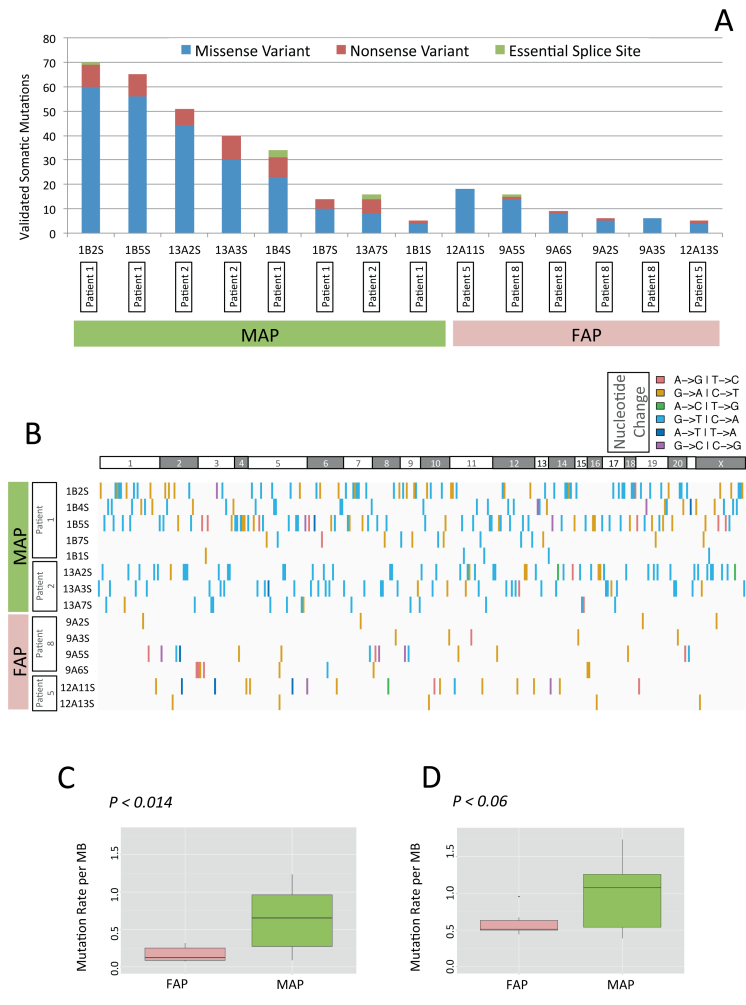 A
Validated Somatic Mutations
80
70
60
50
40
30
20
10
0
Missense Variant
Nonsense Variant
Essential Splice Site
1B2S 1B5S 13A2S 13A3S 1B4S 1B7S 13A7S 1B1S 12A11S 9A5S 9A6S 9A2S 9A3S 12A13S
Patient 1 Patient 1 Patient 2 Patient 2 Patient 1 Patient 1 Patient 2 Patient 1 Patient 5 Patient 8 Patient 8 Patient 8 Patient 8 Patient 5
MAP FAP
Nucleotide Change
A->G | T->C
G->A | C->T
A->C | T->G
G->T | C->A
A->T | T->A
G->C | C->G
B
1 2 3 4 5 6 7 8 9 10 11 12 13 14 15 16 17 18 19 20 X
MAP
Patient 1
1B2S
1B4S
1B5S
1B7S
1B1S
Patient 2
13A2S
13A3S
13A7S
FAP
Patient 8
9A2S
9A3S
9A5S
9A6S
Patient 5
12A11S
12A13S
C
P < 0.014
Mutation Rate per MB
1.5
1.0
0.5
0.0
FAP MAP
D
P < 0.06
Mutation Rate per MB
1.5
1.0
0.5
0.0
FAP MAP